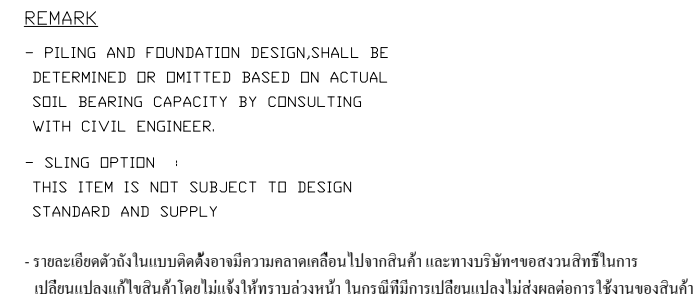 REMARK
- PILING AND FOUNDATION DESIGN,SHALL BE
DETERMINED OR OMITTED BASED ON ACTUAL
SOIL BEARING CAPACITY BY CONSULTING
WITH CIVIL ENGINEER.
- SLING OPTION :
THIS ITEM IS NOT SUBJECT TO DESIGN
STANDARD AND SUPPLY
- รายละเอียดตัวถังในแบบติดตั้งอาจมีความคลาดเคลื่อนไปจากสินค้า และทางบริษัทฯขอสงวนสิทธิ์ในการ
เปลี่ยนแปลงแก้ไขสินค้าโดยไม่แจ้งให้ทราบล่วงหน้า ในกรณีที่มีการเปลี่ยนแปลงไม่ส่งผลต่อการใช้งานของสินค้า